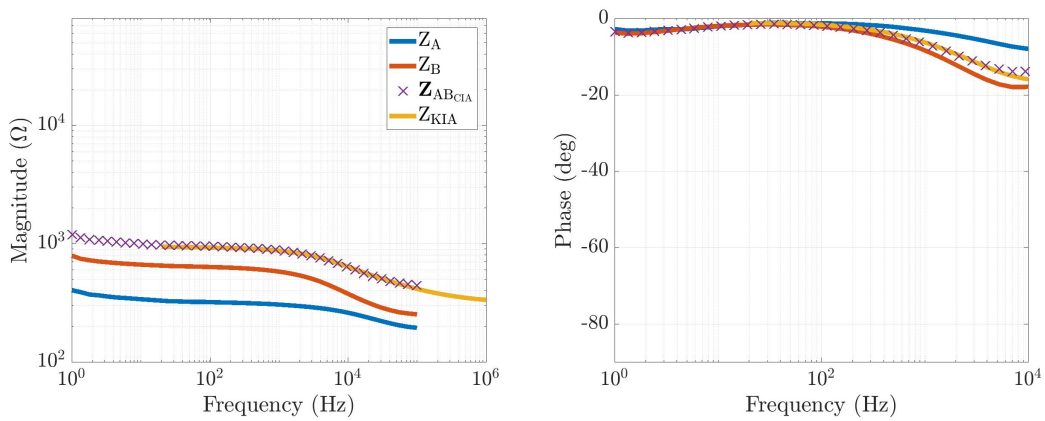 Z_A
Z_B
Z_AB_CIA
Z_KIA
Magnitude (Ω)
10^4
10^3
10^2
10^0
10^2
10^4
10^6
Frequency (Hz)
Phase (deg)
0
-20
-40
-60
-80
10^0
10^2
10^4
Frequency (Hz)